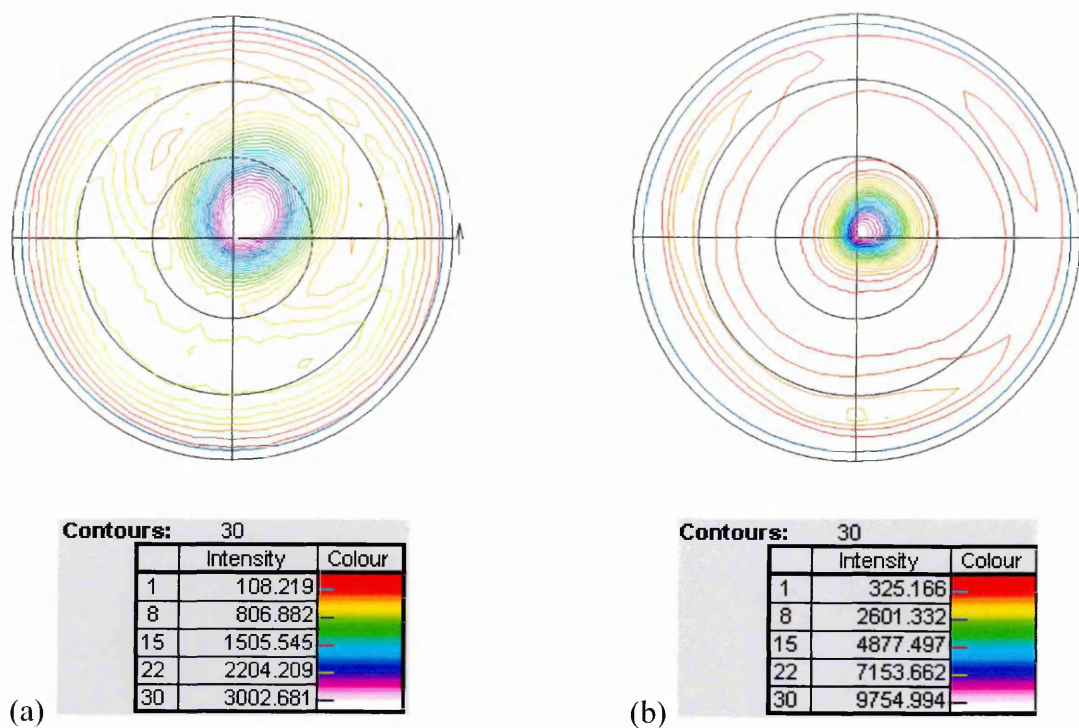 Contours: 30
Intensity Colour
1 108.219
8 806.882
15 1505.545
22 2204.209
30 3002.681
(a)
Contours: 30
Intensity Colour
1 325.166
8 2601.332
15 4877.497
22 7153.662
30 9754.994
(b)